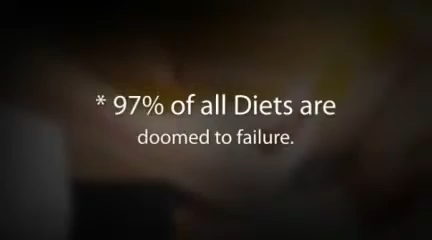 * 97% of all Diets are
doomed to failure.